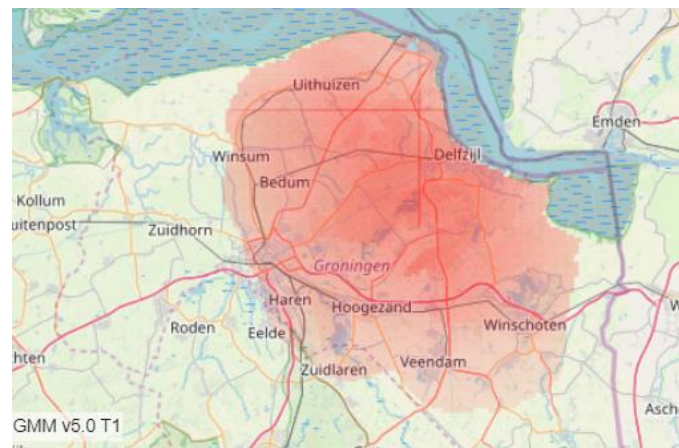 Uithuizen
Emden
Winsum
Delfzijl
Bedum
Kollum
uitenpost
Zuidhorn
Groningen
Haren
Hoogezand
Roden
Eelde
Winschoten
Veendam
Zuidlaren
chten
W
Asch
GMM v5.0 T1